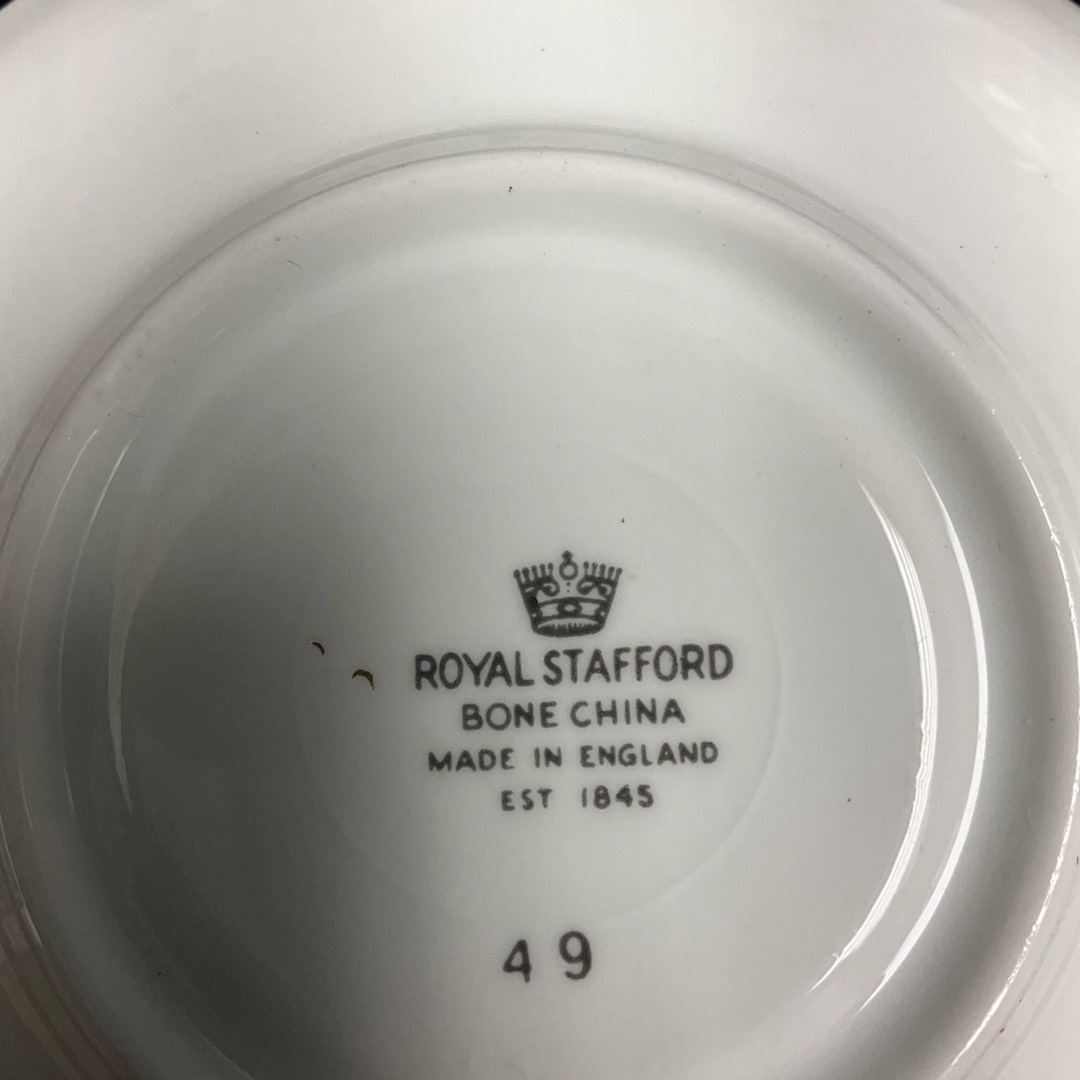 ROYAL STAFFORD
BONE CHINA
MADE IN ENGLAND
EST 1845
49